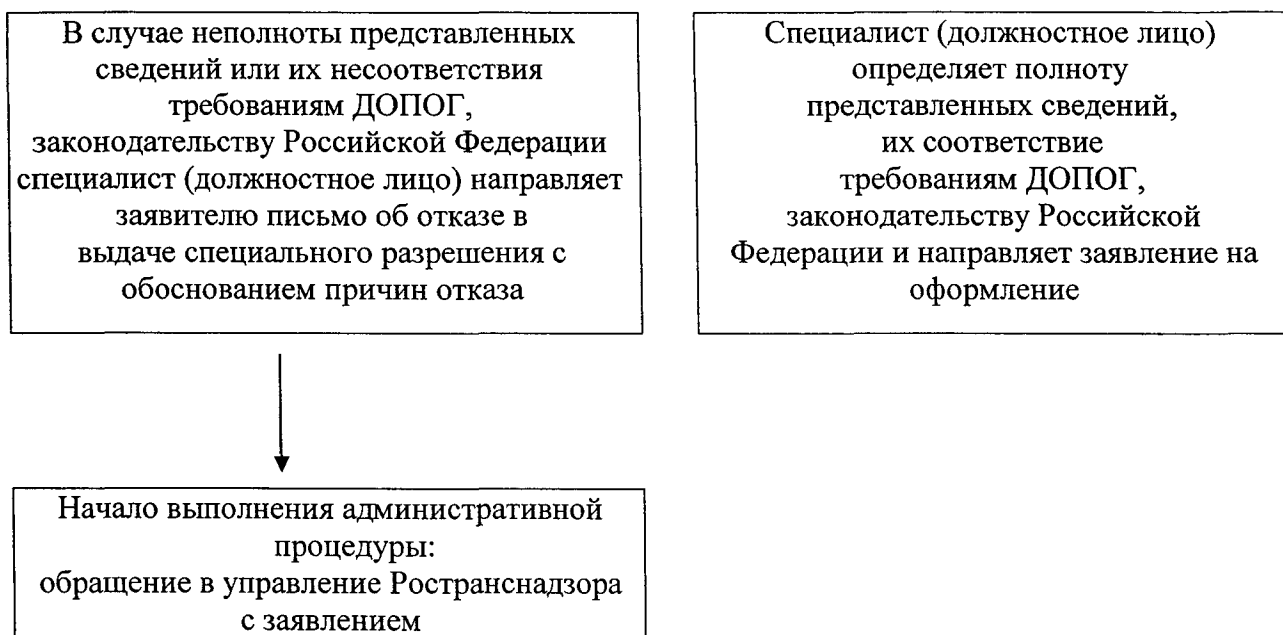 В случае неполноты представленных
сведений или их несоответствия
требованиям ДОПОГ,
законодательству Российской Федерации
специалист (должностное лицо) направляет
заявителю письмо об отказе в
выдаче специального разрешения с
обоснованием причин отказа
Специалист (должностное лицо)
определяет полноту
представленных сведений,
их соответствие
требованиям ДОПОГ,
законодательству Российской
Федерации и направляет заявление на
оформление
Начало выполнения административной
процедуры:
обращение в управление Ространснадзора
с заявлением